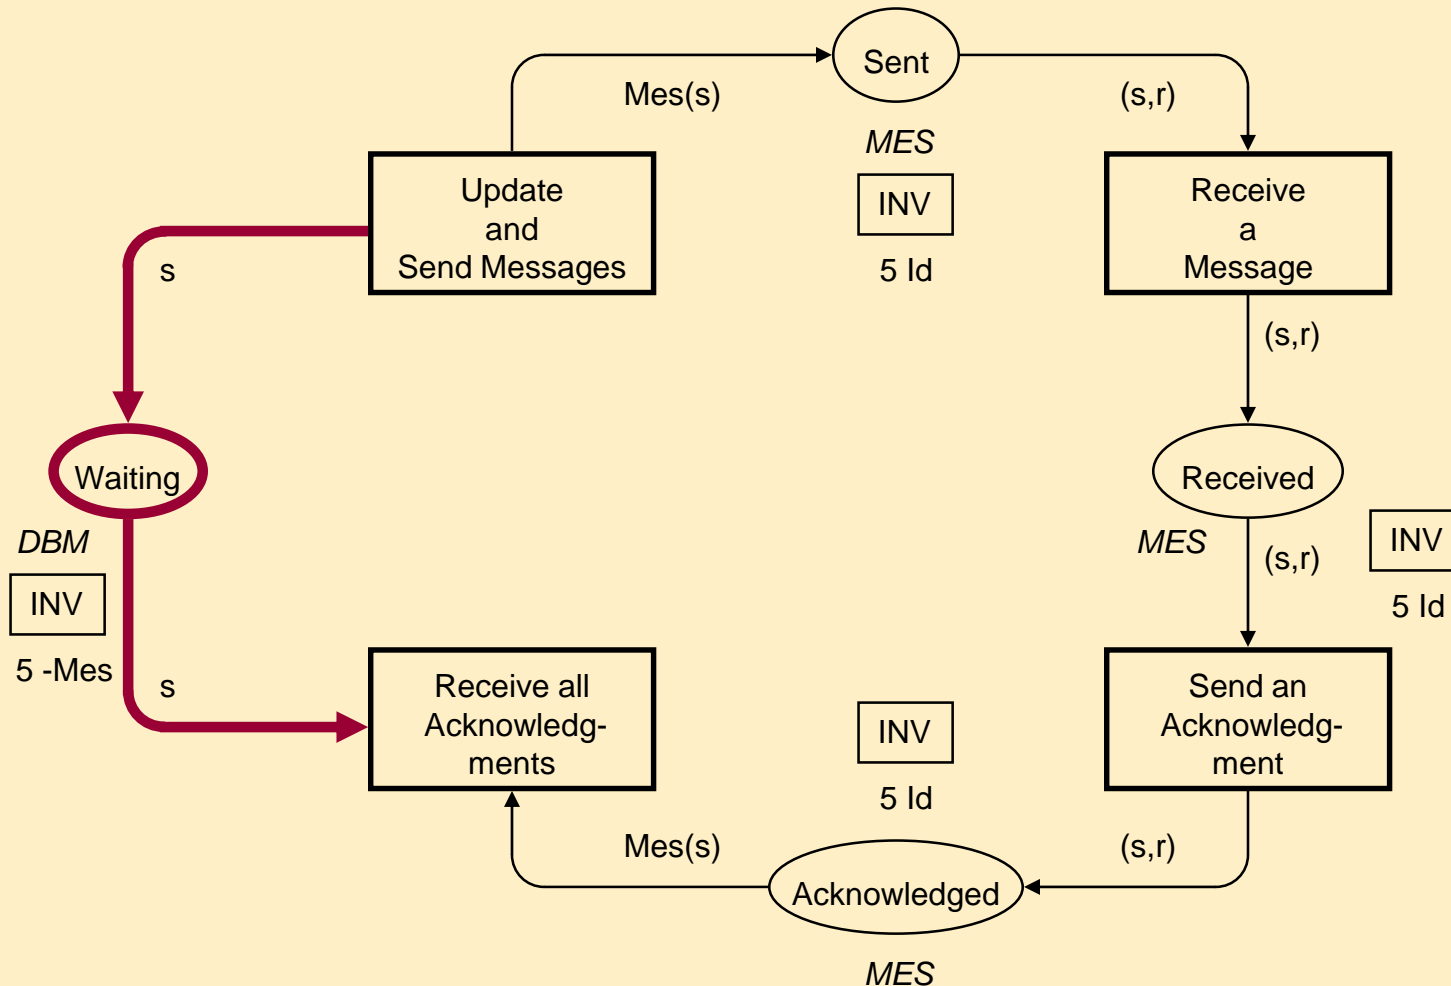 Sent
Mes(s)
(s,r)
MES
Update
and
Send Messages
INV
Receive
a
Message
s
5 Id
(s,r)
Waiting
Received
DBM
MES
(s,r)
INV
INV
5 Id
5 -Mes
s
Receive all
Acknowledg-
ments
INV
Send an
Acknowledg-
ment
5 Id
Mes(s)
(s,r)
Acknowledged
MES